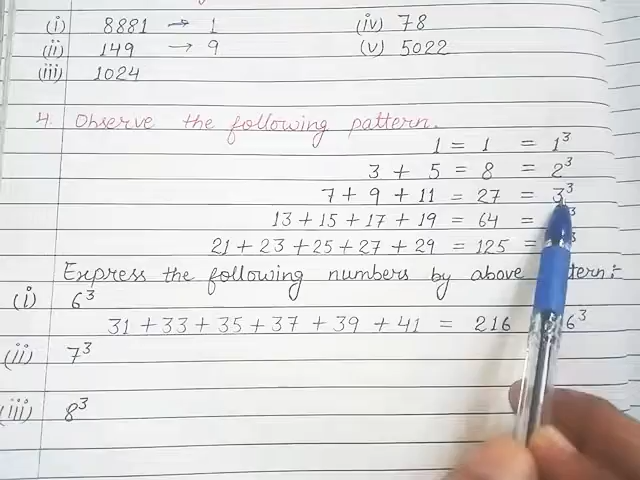 (i) 8881 → 1 (iv) 78
(ii) 149 → 9 (v) 5022
(iii) 1024
4. Observe the following pattern.
1 = 1 = 1³
3 + 5 = 8 = 2³
7 + 9 + 11 = 27 = 3³
13 + 15 + 17 + 19 = 64 = ³
21 + 23 + 25 + 27 + 29 = 125 =
Express the following numbers by above tern:-
(i) 6³
31 + 33 + 35 + 37 + 39 + 41 = 216 6³
(ii) 7³
(iii) 8³